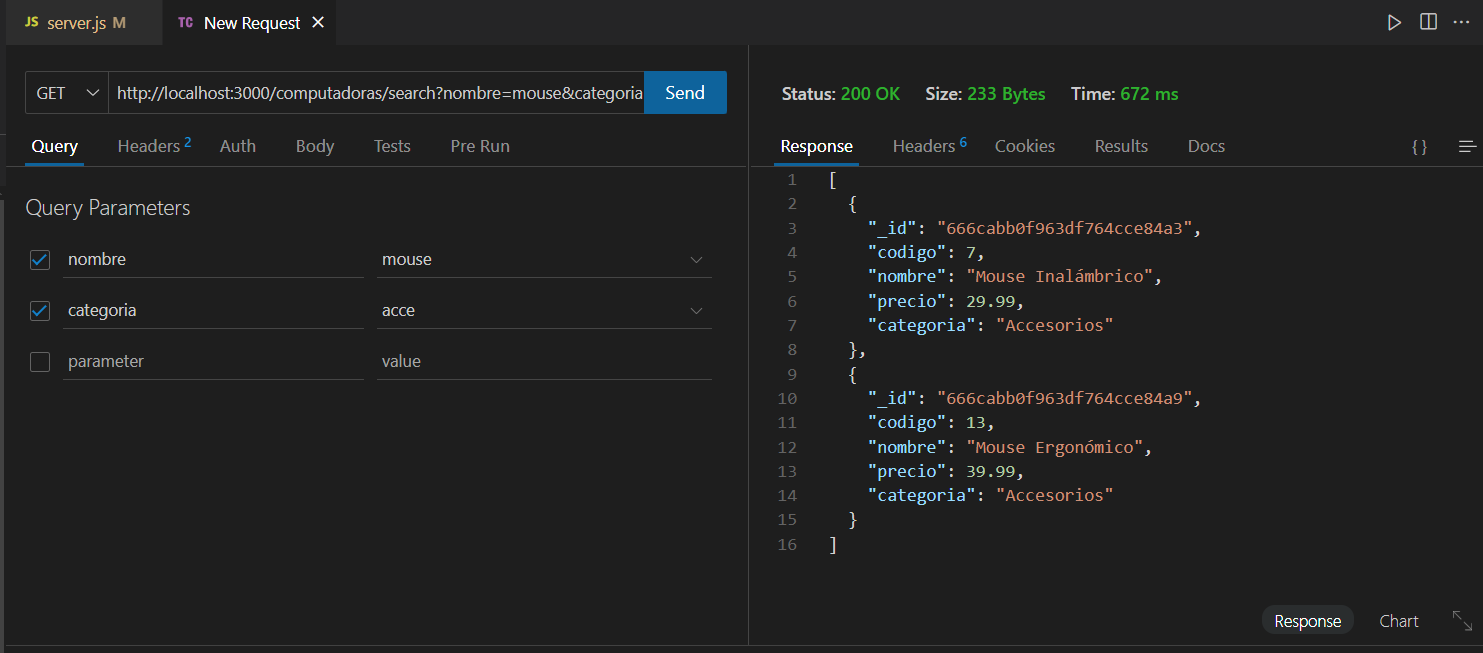 JS server.js M
TC New Request ×
GET http://localhost:3000/computadoras/search?nombre=mouse&categoria Send
Query Headers 2 Auth Body Tests Pre Run
Query Parameters
nombre mouse
categoria acce
parameter value
Status: 200 OK Size: 233 Bytes Time: 672 ms
Response Headers 6 Cookies Results Docs { }
1 [
2 {
3 "_id": "666cabb0f963df764cce84a3",
4 "codigo": 7,
5 "nombre": "Mouse Inalámbrico",
6 "precio": 29.99,
7 "categoria": "Accesorios"
8 },
9 {
10 "_id": "666cabb0f963df764cce84a9",
11 "codigo": 13,
12 "nombre": "Mouse Ergonómico",
13 "precio": 39.99,
14 "categoria": "Accesorios"
15 }
16 ]
Response Chart